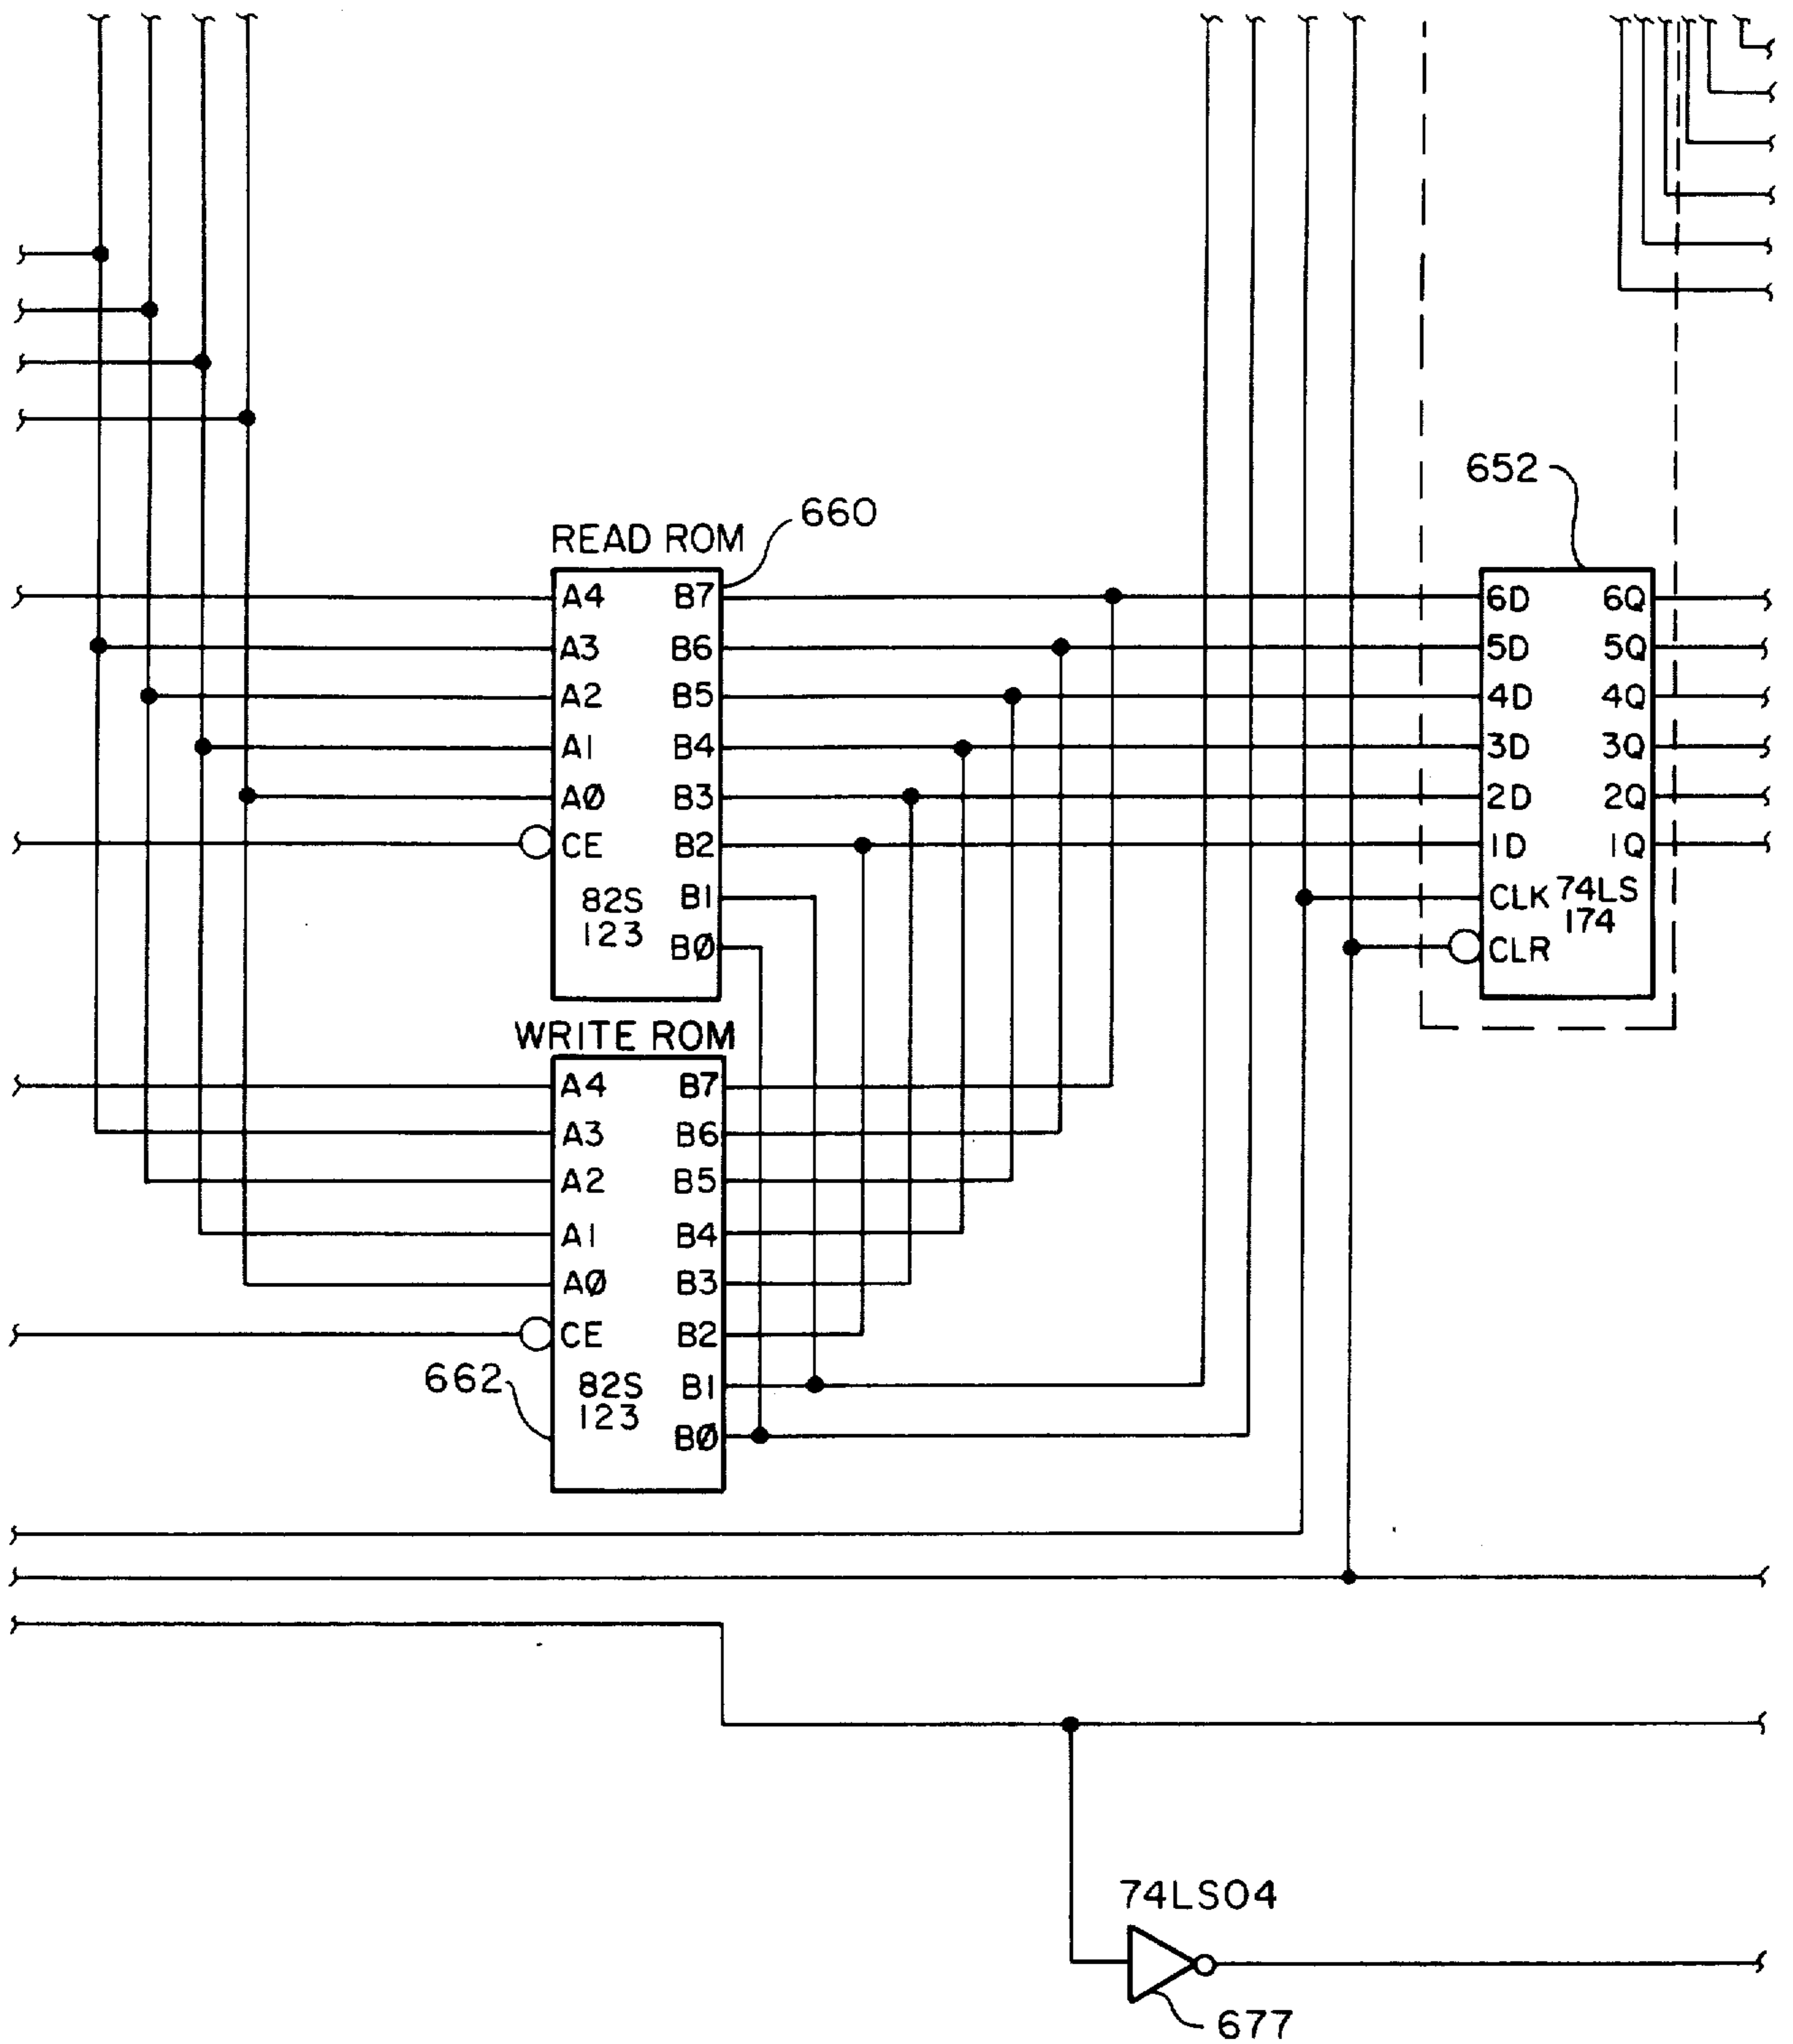 652
READ ROM
660
A4 B7
A3 B6
A2 B5
A1 B4
AØ B3
CE B2
82S B1
123
BØ
6D 6Q
5D 5Q
4D 4Q
3D 3Q
2D 2Q
1D 1Q
CLK 74LS
174
CLR
WRITE ROM
A4 B7
A3 B6
A2 B5
A1 B4
AØ B3
CE B2
662
82S B1
123
BØ
74LS04
677